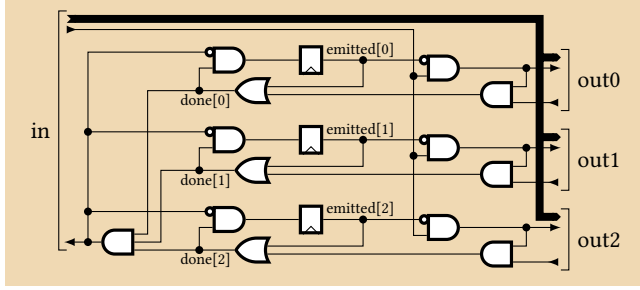 emitted[0]
done[0]
out0
emitted[1]
in
out1
done[1]
emitted[2]
out2
done[2]